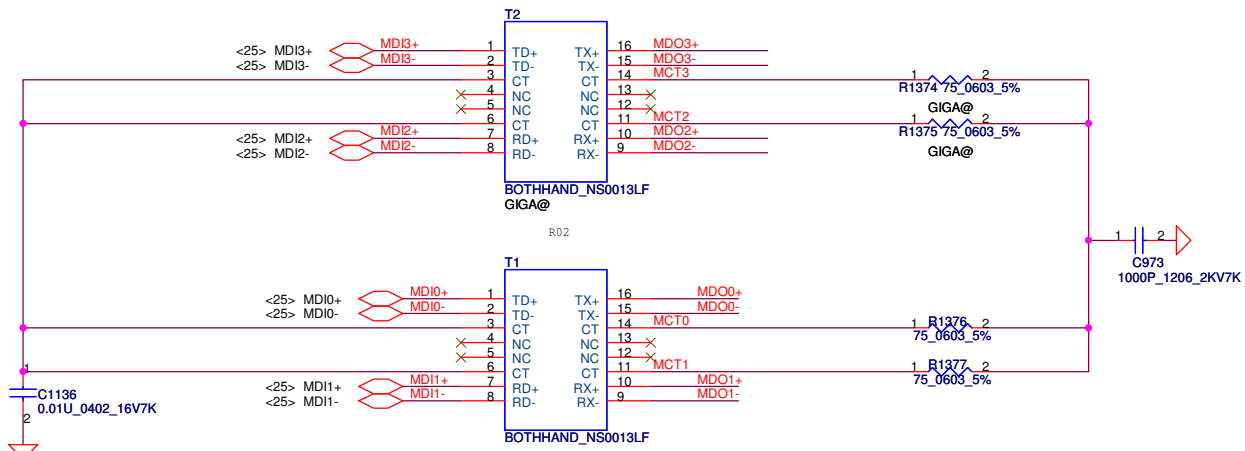 T2
<25> MDI3+ MDI3+ 1 TD+ TX+ 16 MDO3+
<25> MDI3- MDI3- 2 TD- TX- 15 MDO3-
3 CT CT 14 MCT3 1 2
R1374 75_0603_5%
4 NC NC 13
GIGA@
5 NC NC 12
6 CT CT 11 MCT2 1 2
R1375 75_0603_5%
<25> MDI2+ MDI2+ 7 RD+ RX+ 10 MDO2+
<25> MDI2- MDI2- 8 RD- RX- 9 MDO2-
GIGA@
BOTHHAND_NS0013LF
GIGA@
R02
1 2
C973
1000P_1206_2KV7K
T1
<25> MDI0+ MDI0+ 1 TD+ TX+ 16 MDO0+
<25> MDI0- MDI0- 2 TD- TX- 15 MDO0-
3 CT CT 14 MCT0 1 R1376 2
75_0603_5%
4 NC NC 13
5 NC NC 12
6 CT CT 11 MCT1 1 R1377 2
75_0603_5%
<25> MDI1+ MDI1+ 7 RD+ RX+ 10 MDO1+
<25> MDI1- MDI1- 8 RD- RX- 9 MDO1-
1
C1136
0.01U_0402_16V7K
2
BOTHHAND_NS0013LF